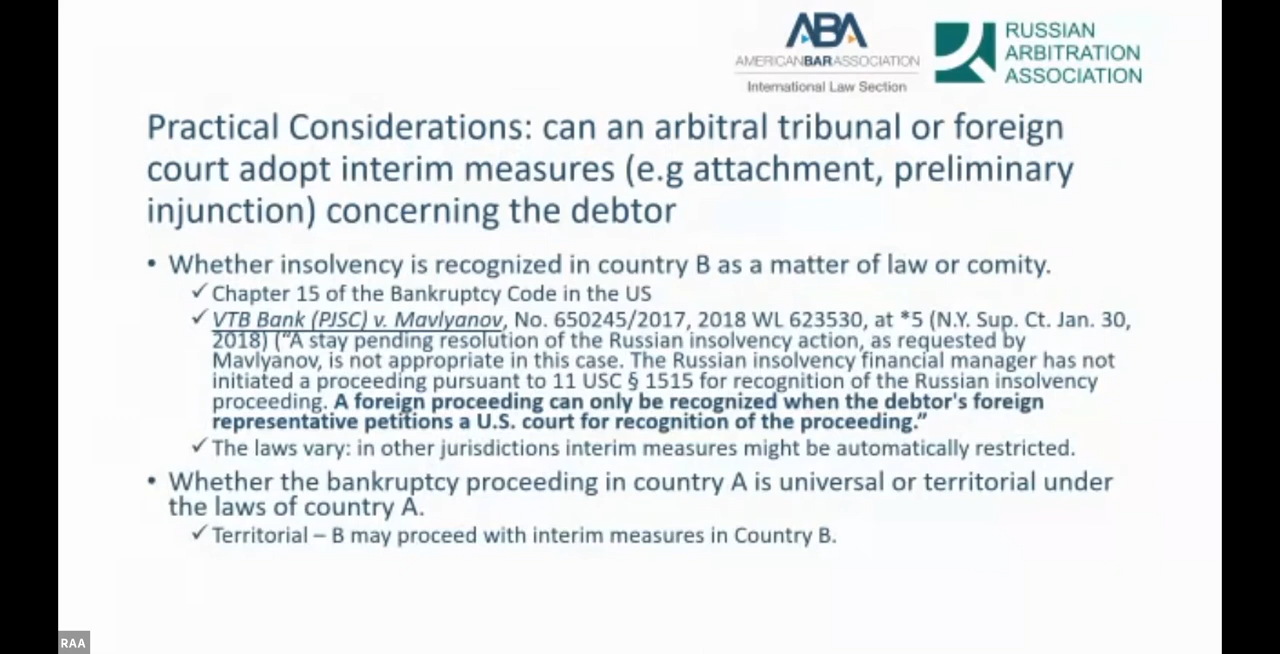 ABA
AMERICANBARASSOCIATION
International Law Section
RUSSIAN
ARBITRATION
ASSOCIATION
Practical Considerations: can an arbitral tribunal or foreign
court adopt interim measures (e.g attachment, preliminary
injunction) concerning the debtor
• Whether insolvency is recognized in country B as a matter of law or comity.
✓ Chapter 15 of the Bankruptcy Code in the US
✓ VTB Bank (PJSC) v. Mavlyanov, No. 650245/2017, 2018 WL 623530, at *5 (N.Y. Sup. Ct. Jan. 30,
2018) (“A stay pending resolution of the Russian insolvency action, as requested by
Mavlyanov, is not appropriate in this case. The Russian insolvency financial manager has not
initiated a proceeding pursuant to 11 USC § 1515 for recognition of the Russian insolvency
proceeding. A foreign proceeding can only be recognized when the debtor's foreign
representative petitions a U.S. court for recognition of the proceeding.”
✓ The laws vary: in other jurisdictions interim measures might be automatically restricted.
• Whether the bankruptcy proceeding in country A is universal or territorial under
the laws of country A.
✓ Territorial – B may proceed with interim measures in Country B.
RAA